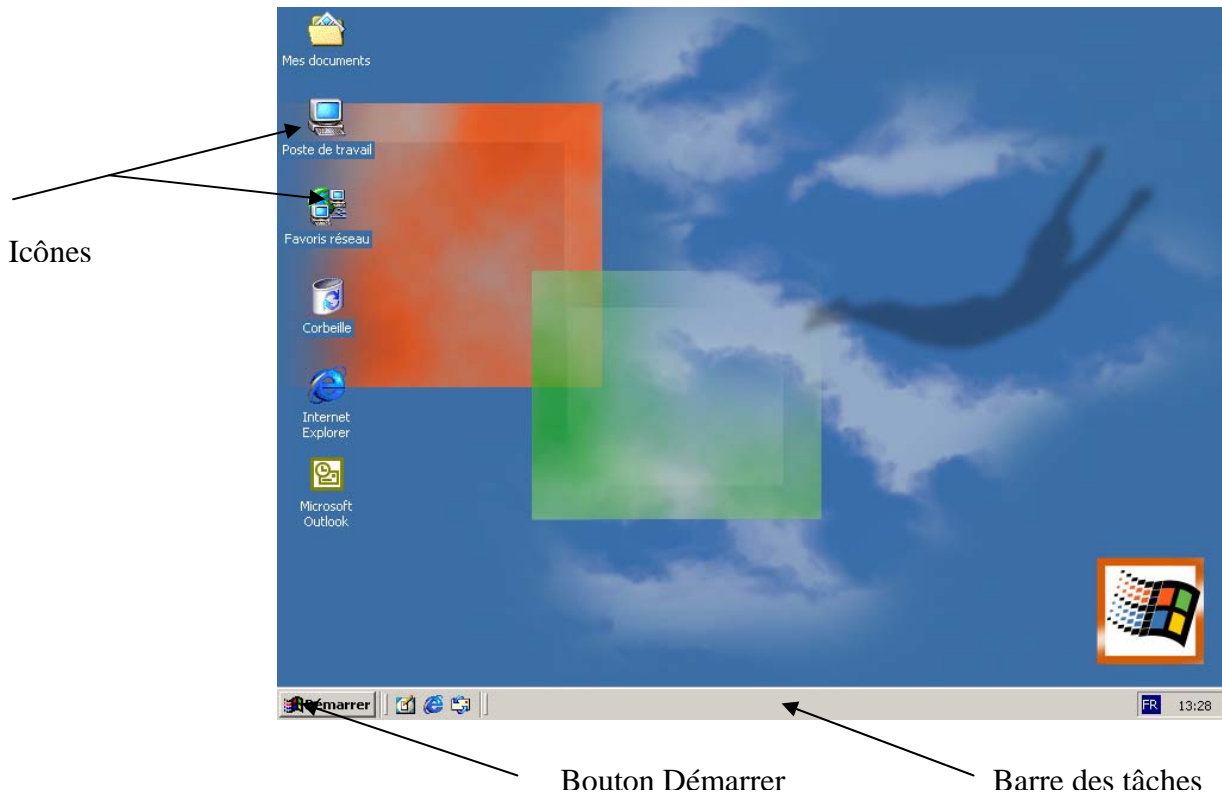 Mes documents
Poste de travail
Icônes
Favoris réseau
Corbeille
Internet
Explorer
Microsoft
Outlook
Démarrer
FR 13:28
Bouton Démarrer
Barre des tâches